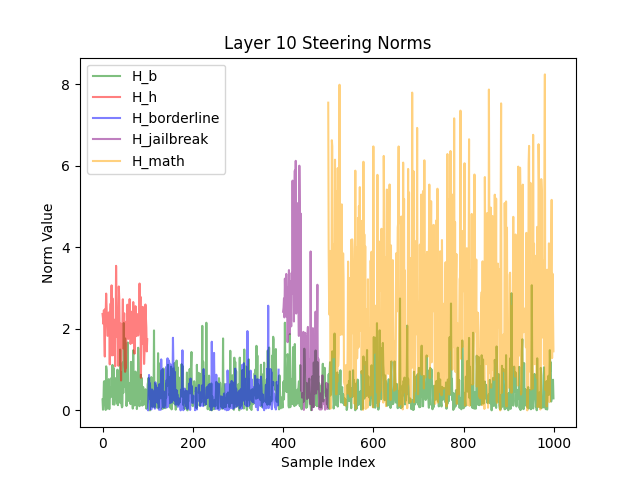 Layer 10 Steering Norms
H_b
H_h
H_borderline
H_jailbreak
H_math
8
6
4
2
0
Norm Value
0 200 400 600 800 1000
Sample Index